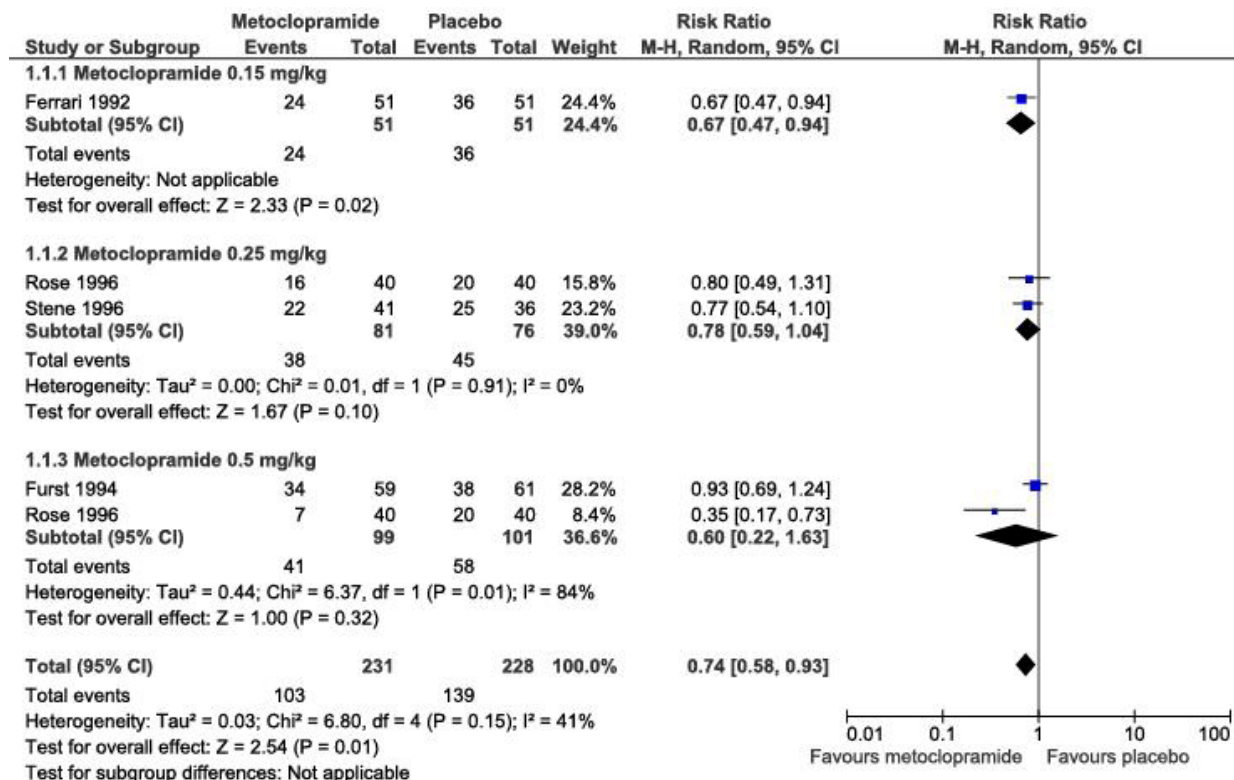 Metoclopramide Placebo Risk Ratio Risk Ratio
Study or Subgroup Events Total Events Total Weight M-H, Random, 95% CI M-H, Random, 95% CI
1.1.1 Metoclopramide 0.15 mg/kg
Ferrari 1992 24 51 36 51 24.4% 0.67 [0.47, 0.94]
Subtotal (95% CI) 51 51 24.4% 0.67 [0.47, 0.94]
Total events 24 36
Heterogeneity: Not applicable
Test for overall effect: Z = 2.33 (P = 0.02)
1.1.2 Metoclopramide 0.25 mg/kg
Rose 1996 16 40 20 40 15.8% 0.80 [0.49, 1.31]
Stene 1996 22 41 25 36 23.2% 0.77 [0.54, 1.10]
Subtotal (95% CI) 81 76 39.0% 0.78 [0.59, 1.04]
Total events 38 45
Heterogeneity: Tau² = 0.00; Chi² = 0.01, df = 1 (P = 0.91); I² = 0%
Test for overall effect: Z = 1.67 (P = 0.10)
1.1.3 Metoclopramide 0.5 mg/kg
Furst 1994 34 59 38 61 28.2% 0.93 [0.69, 1.24]
Rose 1996 7 40 20 40 8.4% 0.35 [0.17, 0.73]
Subtotal (95% CI) 99 101 36.6% 0.60 [0.22, 1.63]
Total events 41 58
Heterogeneity: Tau² = 0.44; Chi² = 6.37, df = 1 (P = 0.01); I² = 84%
Test for overall effect: Z = 1.00 (P = 0.32)
Total (95% CI) 231 228 100.0% 0.74 [0.58, 0.93]
Total events 103 139
Heterogeneity: Tau² = 0.03; Chi² = 6.80, df = 4 (P = 0.15); I² = 41%
Test for overall effect: Z = 2.54 (P = 0.01)
Test for subgroup differences: Not applicable
0.01 0.1 1 10 100
Favours metoclopramide Favours placebo